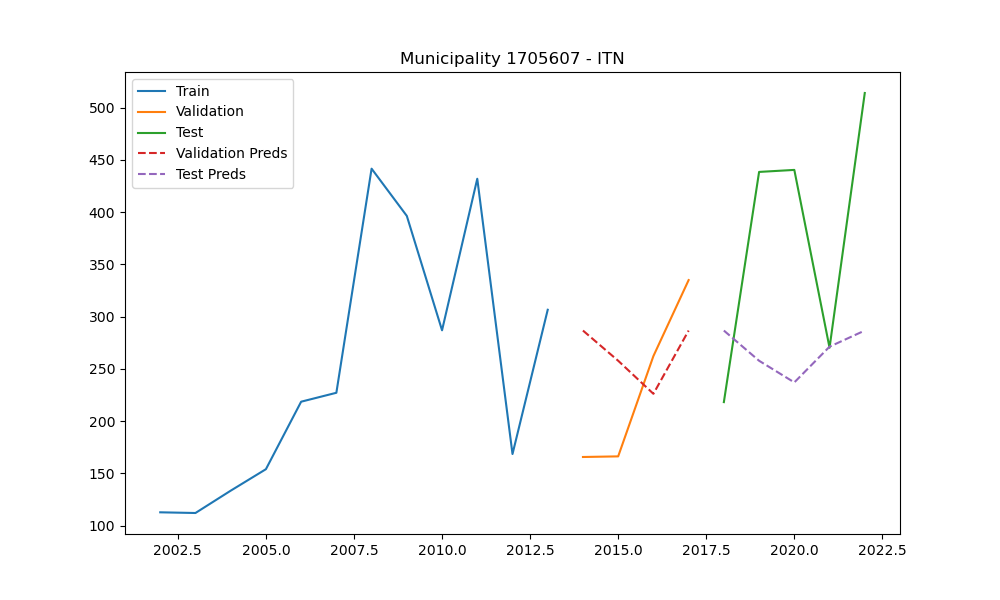 Municipality 1705607 - ITN
Train
Validation
Test
Validation Preds
Test Preds
500
450
400
350
300
250
200
150
100
2002.5 2005.0 2007.5 2010.0 2012.5 2015.0 2017.5 2020.0 2022.5